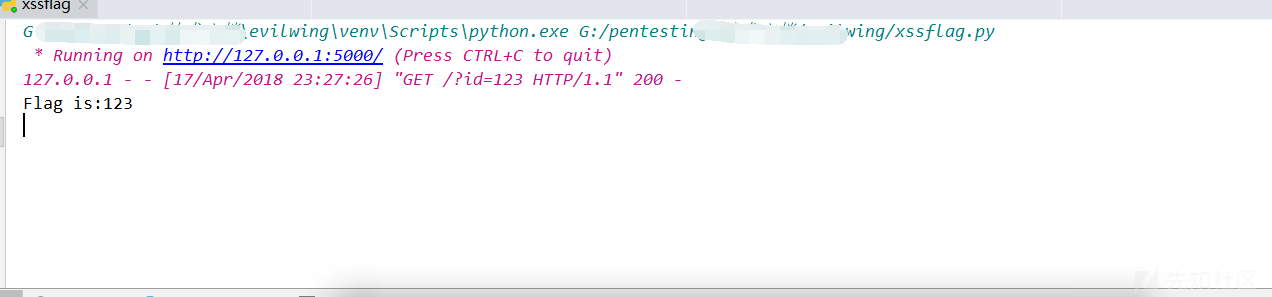 xssflag
G \evilwing\venv\Scripts\python.exe G:/pentesting wing/xssflag.py
* Running on http://127.0.0.1:5000/ (Press CTRL+C to quit)
127.0.0.1 - - [17/Apr/2018 23:27:26] "GET /?id=123 HTTP/1.1" 200 -
Flag is:123
先知社区